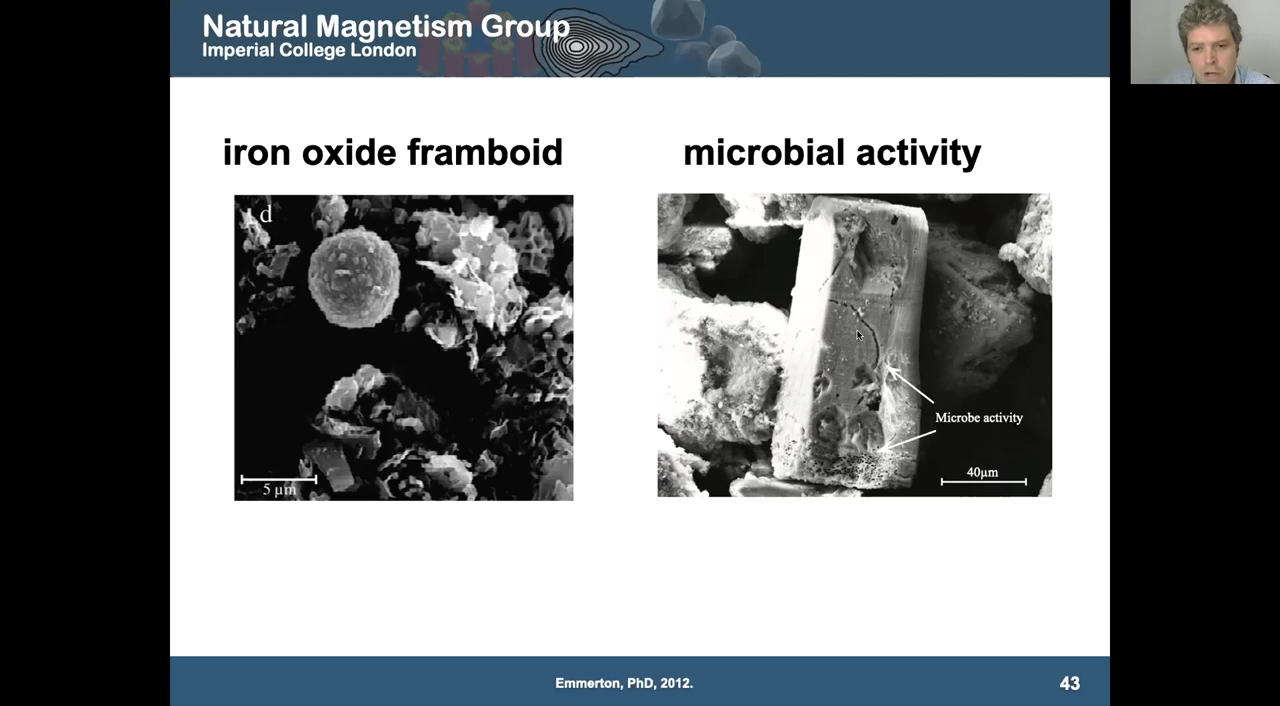 Natural Magnetism Group
Imperial College London
iron oxide framboid
microbial activity
d
5 µm
Microbe activity
40µm
Emmerton, PhD, 2012.
43